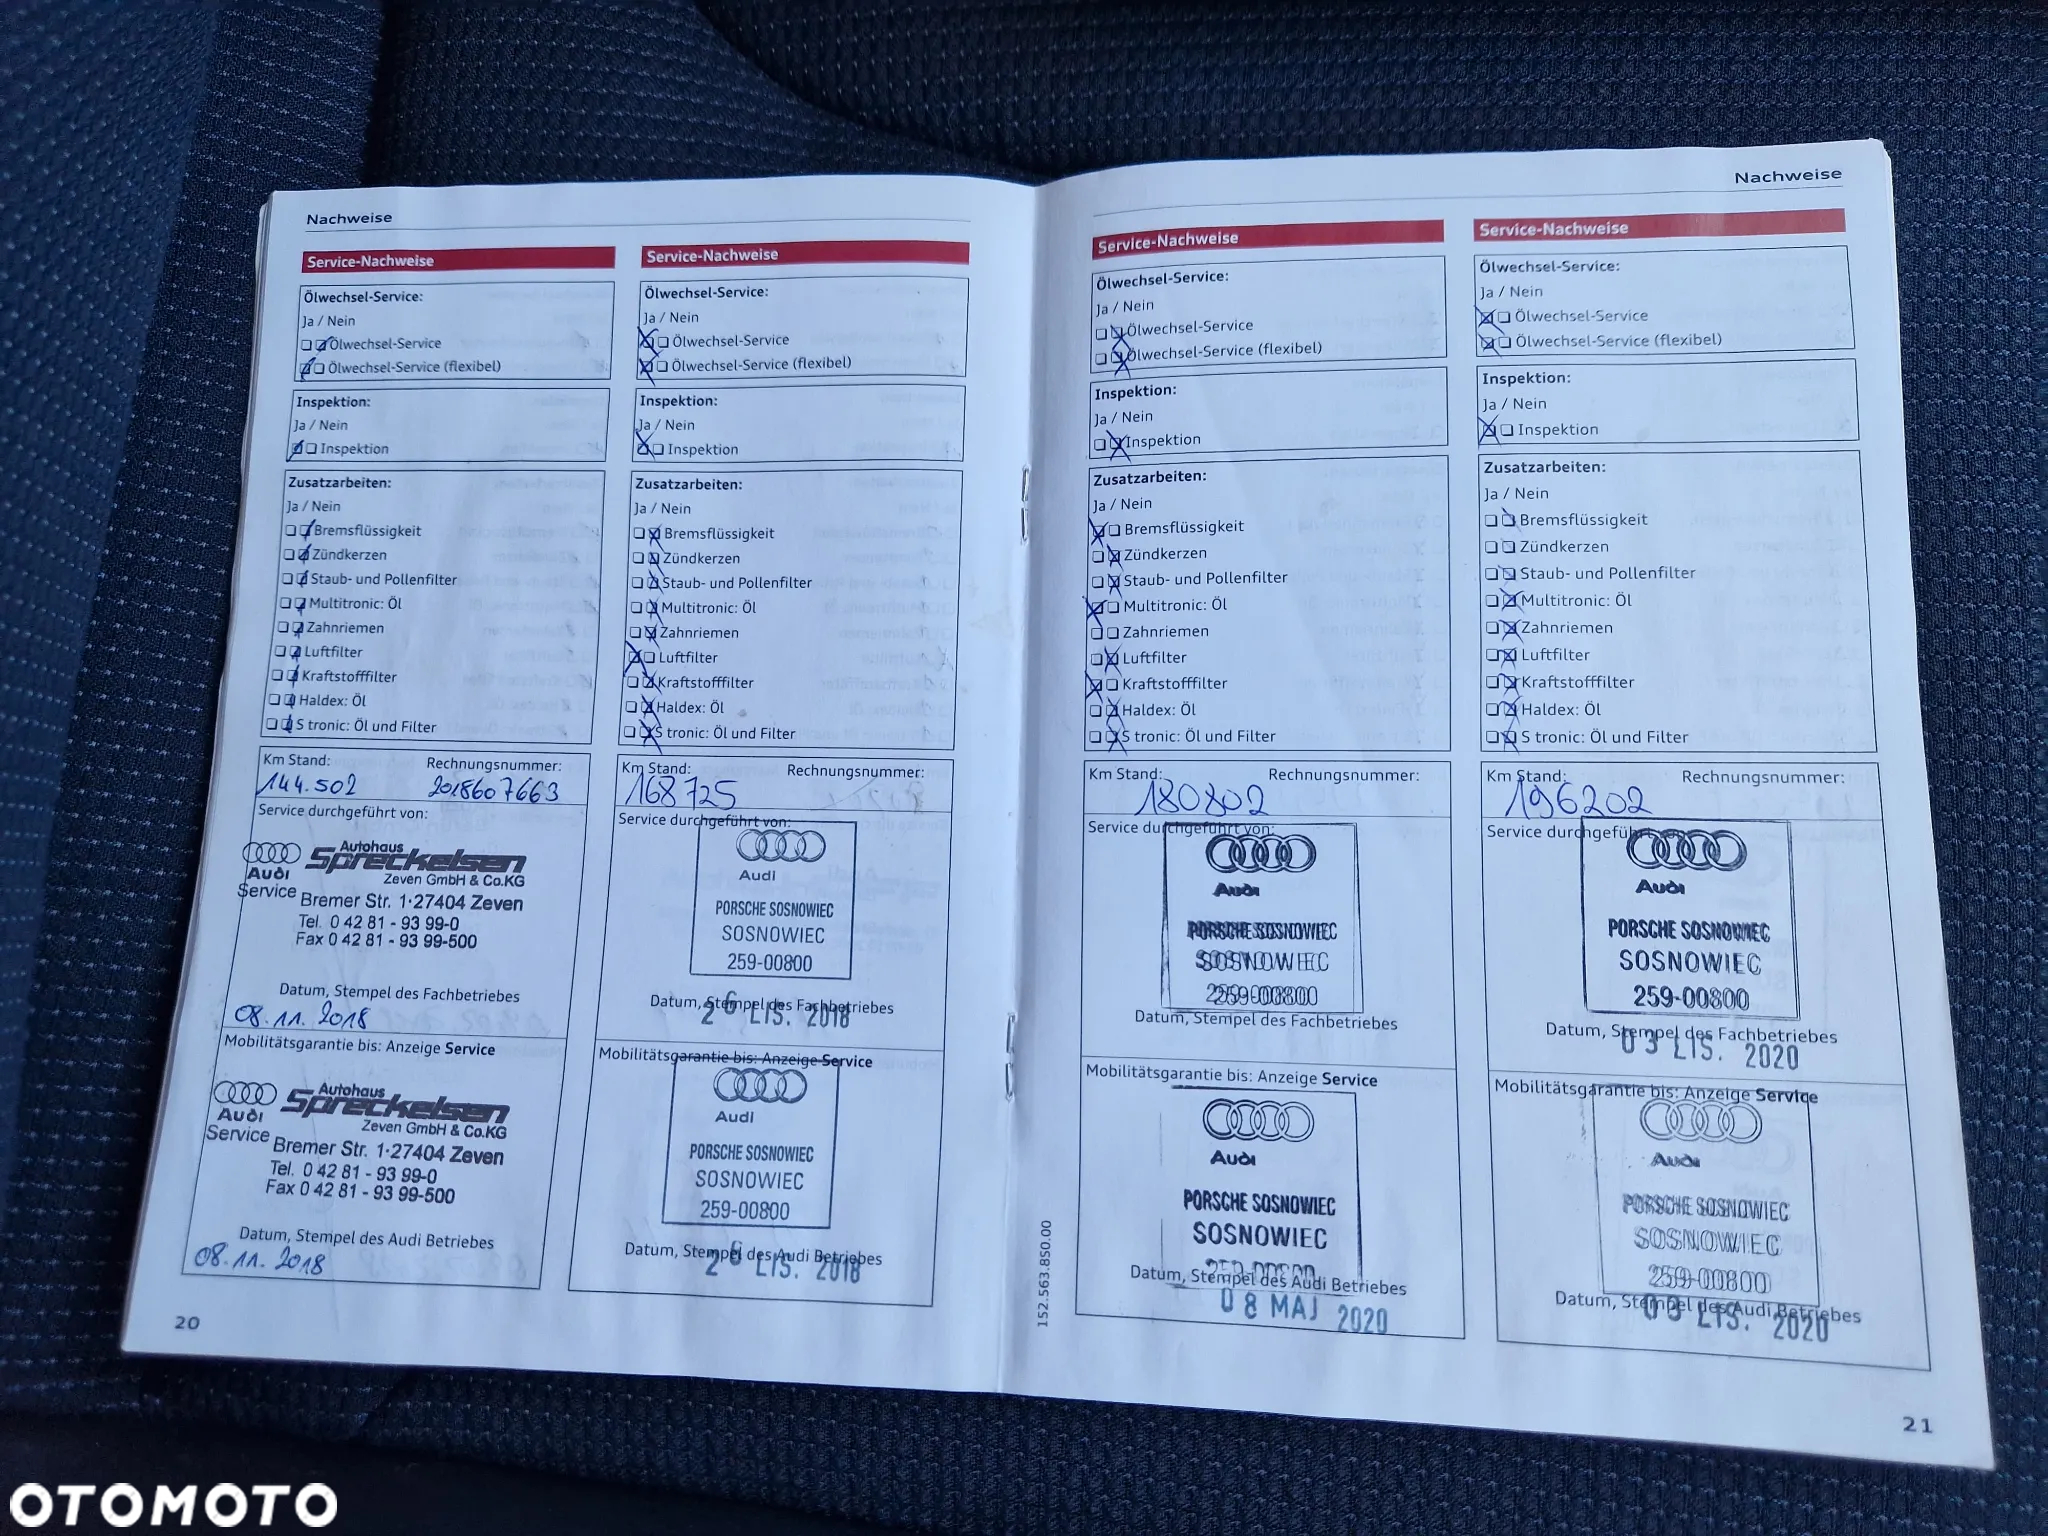 Nachweise
Service-Nachweise
Ölwechsel-Service:
Ja / Nein
Ölwechsel-Service
Ölwechsel-Service (flexibel)
Inspektion:
Ja / Nein
Inspektion
Zusatzarbeiten:
Ja / Nein
Bremsflüssigkeit
Zündkerzen
Staub- und Pollenfilter
Multitronic: Öl
Zahnriemen
Luftfilter
Kraftstofffilter
Haldex: Öl
S tronic: Öl und Filter
Km Stand: Rechnungsnummer:
144.502 2018607663
Service durchgeführt von:
Autohaus
Spreckelsen
Audi Zeven GmbH & Co.KG
Service Bremer Str. 1·27404 Zeven
Tel. 0 42 81 - 93 99-0
Fax 0 42 81 - 93 99-500
Datum, Stempel des Fachbetriebes
08.11.2018
Mobilitätsgarantie bis: Anzeige Service
Autohaus
Spreckelsen
Audi Zeven GmbH & Co.KG
Service Bremer Str. 1·27404 Zeven
Tel. 0 42 81 - 93 99-0
Fax 0 42 81 - 93 99-500
Datum, Stempel des Audi Betriebes
08.11.2018
20
Service-Nachweise
Ölwechsel-Service:
Ja / Nein
Ölwechsel-Service
Ölwechsel-Service (flexibel)
Inspektion:
Ja / Nein
Inspektion
Zusatzarbeiten:
Ja / Nein
Bremsflüssigkeit
Zündkerzen
Staub- und Pollenfilter
Multitronic: Öl
Zahnriemen
Luftfilter
Kraftstofffilter
Haldex: Öl
S tronic: Öl und Filter
Km Stand: Rechnungsnummer:
168725
Service durchgeführt von:
Audi
PORSCHE SOSNOWIEC
SOSNOWIEC
259-00800
Datum, Stempel des Fachbetriebes
26 LIS. 2018
Mobilitätsgarantie bis: Anzeige Service
Audi
PORSCHE SOSNOWIEC
SOSNOWIEC
259-00800
Datum, Stempel des Audi Betriebes
26 LIS. 2018
Nachweise
Service-Nachweise
Ölwechsel-Service:
Ja / Nein
Ölwechsel-Service
Ölwechsel-Service (flexibel)
Inspektion:
Ja / Nein
Inspektion
Zusatzarbeiten:
Ja / Nein
Bremsflüssigkeit
Zündkerzen
Staub- und Pollenfilter
Multitronic: Öl
Zahnriemen
Luftfilter
Kraftstofffilter
Haldex: Öl
S tronic: Öl und Filter
Km Stand: Rechnungsnummer:
180802
Service durchgeführt von:
Audi
PORSCHE SOSNOWIEC
SOSNOWIEC
259-00800
Datum, Stempel des Fachbetriebes
Mobilitätsgarantie bis: Anzeige Service
Audi
PORSCHE SOSNOWIEC
SOSNOWIEC
259-00800
Datum, Stempel des Audi Betriebes
08 MAJ 2020
152.563.850.00
Service-Nachweise
Ölwechsel-Service:
Ja / Nein
Ölwechsel-Service
Ölwechsel-Service (flexibel)
Inspektion:
Ja / Nein
Inspektion
Zusatzarbeiten:
Ja / Nein
Bremsflüssigkeit
Zündkerzen
Staub- und Pollenfilter
Multitronic: Öl
Zahnriemen
Luftfilter
Kraftstofffilter
Haldex: Öl
S tronic: Öl und Filter
Km Stand: Rechnungsnummer:
196202
Service durchgeführt von:
Audi
PORSCHE SOSNOWIEC
SOSNOWIEC
259-00800
Datum, Stempel des Fachbetriebes
03 LIS. 2020
Mobilitätsgarantie bis: Anzeige Service
Audi
PORSCHE SOSNOWIEC
SOSNOWIEC
259-00800
Datum, Stempel des Audi Betriebes
03 LIS. 2020
21
OTOMOTO